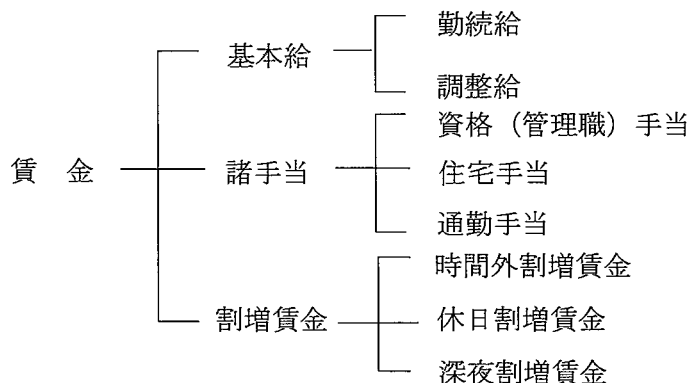 勤続給
基本給
調整給
資格（管理職）手当
賃　金
諸手当
住宅手当
通勤手当
時間外割増賃金
割増賃金
休日割増賃金
深夜割増賃金